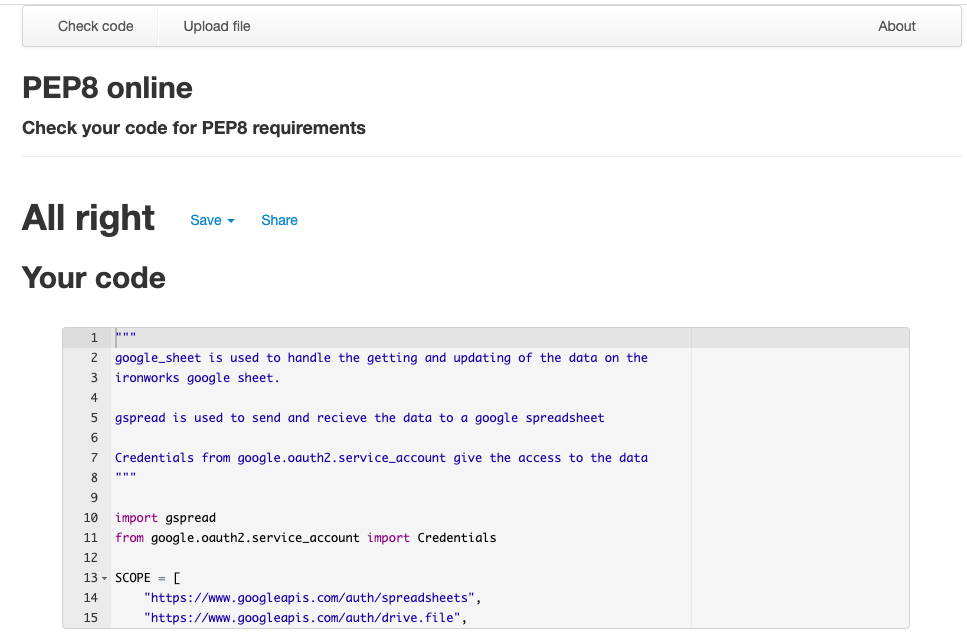 Check code
Upload file
About
PEP8 online
Check your code for PEP8 requirements
All right
Save
Share
Your code
1 """
2 google_sheet is used to handle the getting and updating of the data on the
3 ironworks google sheet.
4
5 gspread is used to send and recieve the data to a google spreadsheet
6
7 Credentials from google.oauth2.service_account give the access to the data
8 """
9
10 import gspread
11 from google.oauth2.service_account import Credentials
12
13 SCOPE = [
14     "https://www.googleapis.com/auth/spreadsheets",
15     "https://www.googleapis.com/auth/drive.file",